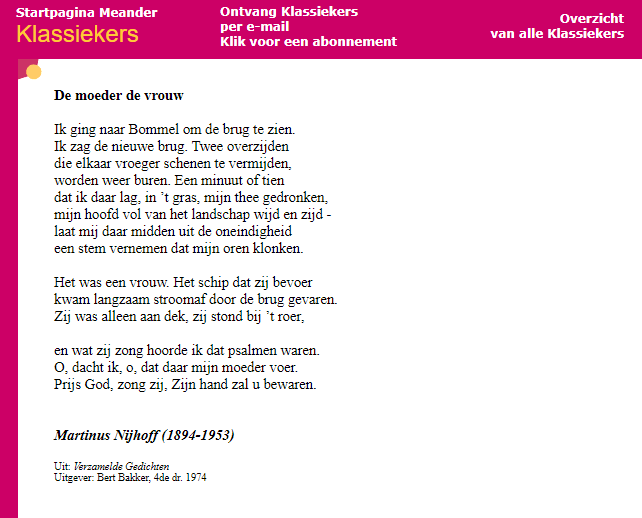 Startpagina Meander
Klassiekers
Ontvang Klassiekers
per e-mail
Klik voor een abonnement
Overzicht
van alle Klassiekers
De moeder de vrouw
Ik ging naar Bommel om de brug te zien.
Ik zag de nieuwe brug. Twee overzijden
die elkaar vroeger schenen te vermijden,
worden weer buren. Een minuut of tien
dat ik daar lag, in ’t gras, mijn thee gedronken,
mijn hoofd vol van het landschap wijd en zijd -
laat mij daar midden uit de oneindigheid
een stem vernemen dat mijn oren klonken.
Het was een vrouw. Het schip dat zij bevoer
kwam langzaam stroomaf door de brug gevaren.
Zij was alleen aan dek, zij stond bij ’t roer,
en wat zij zong hoorde ik dat psalmen waren.
O, dacht ik, o, dat daar mijn moeder voer.
Prijs God, zong zij, Zijn hand zal u bewaren.
Martinus Nijhoff (1894-1953)
Uit: Verzamelde Gedichten
Uitgever: Bert Bakker, 4de dr. 1974